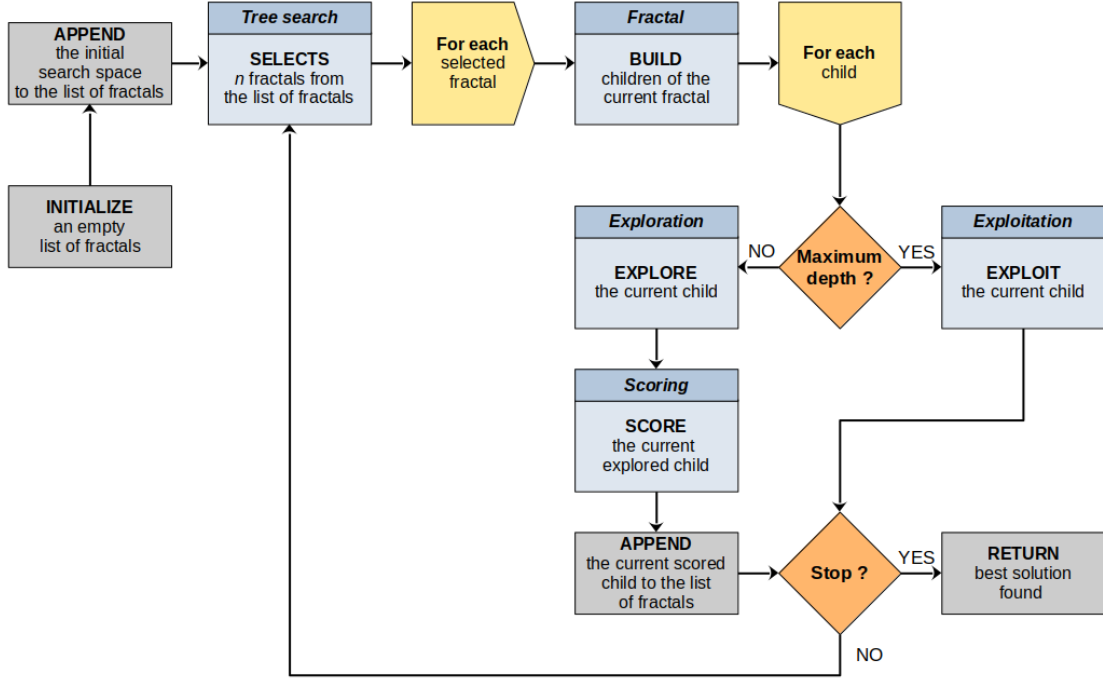 APPEND
the initial
search space
to the list of fractals
Tree search
SELECTS
n fractals from
the list of fractals
For each
selected
fractal
Fractal
BUILD
children of the
current fractal
For each
child
INITIALIZE
an empty
list of fractals
Exploration
EXPLORE
the current child
NO
Maximum
depth ?
YES
Exploitation
EXPLOIT
the current child
Scoring
SCORE
the current
explored child
APPEND
the current scored
child to the list
of fractals
Stop ?
YES
RETURN
best solution
found
NO